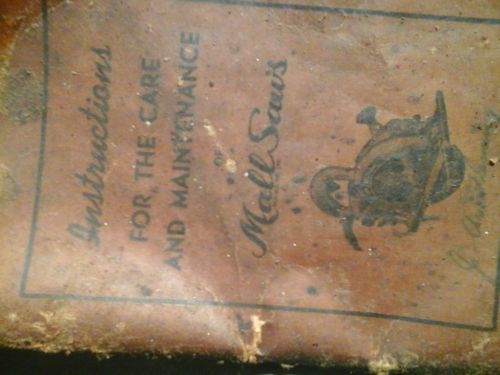 Instructions
FOR THE CARE
AND MAINTENANCE
Mall Saws